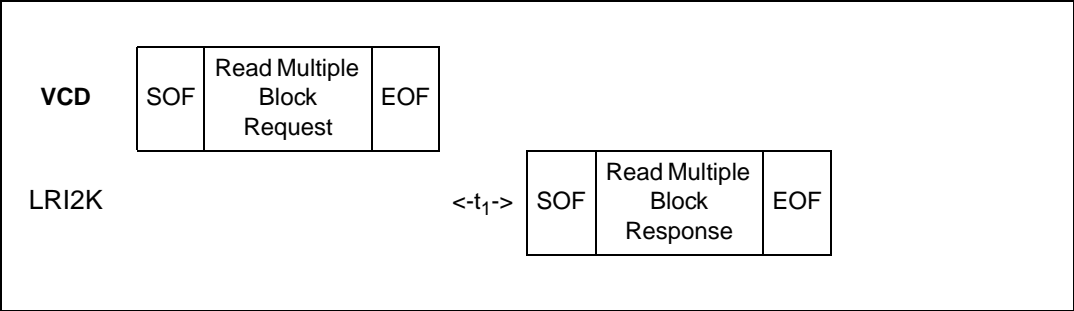 VCD SOF Read Multiple Block Request EOF
LRI2K <-t1-> SOF Read Multiple Block Response EOF